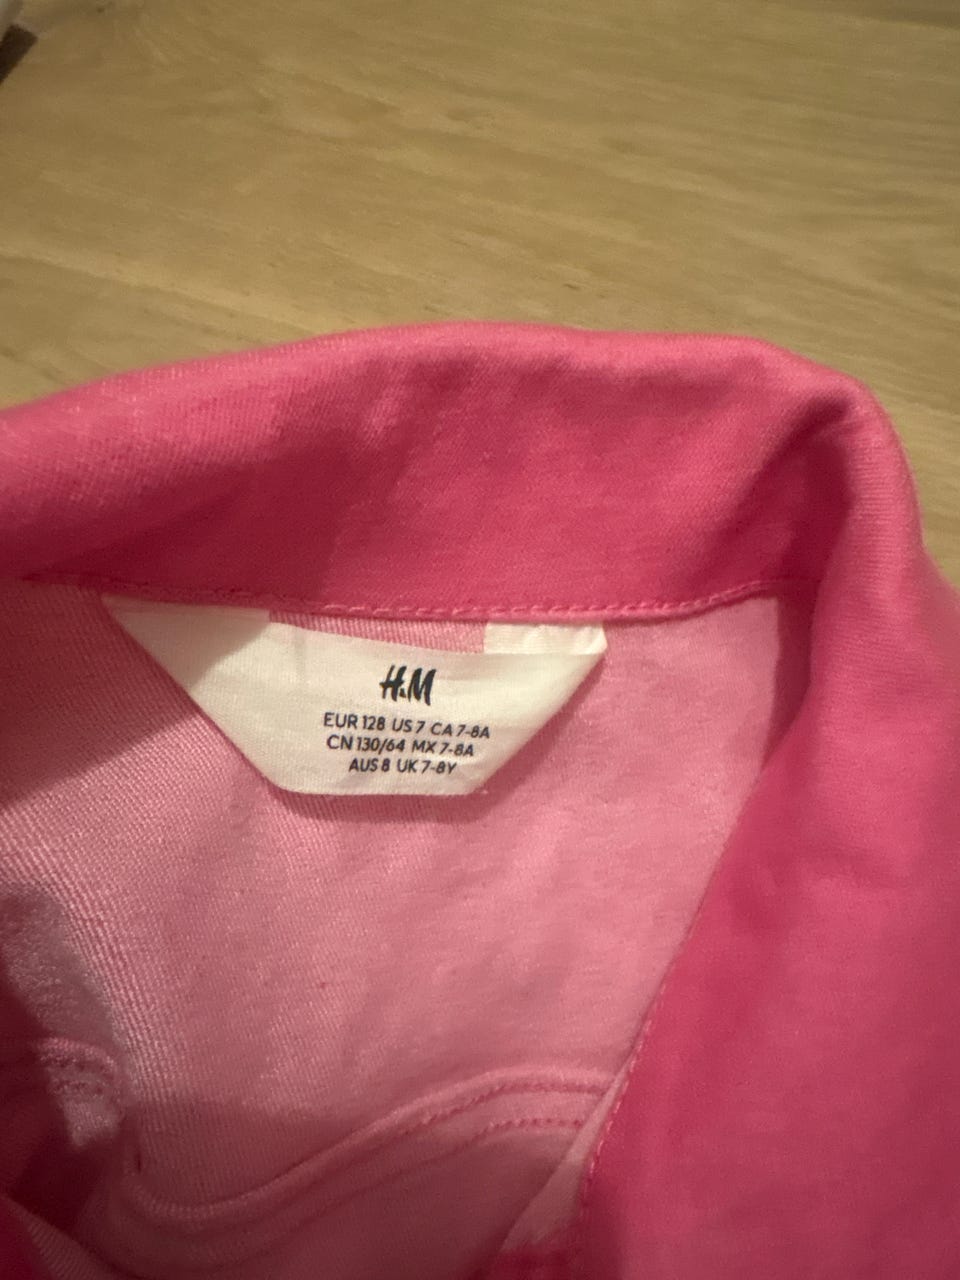 H&M
EUR 128 US 7 CA 7-8A
CN 130/64 MX 7-8A
AUS 8 UK 7-8Y